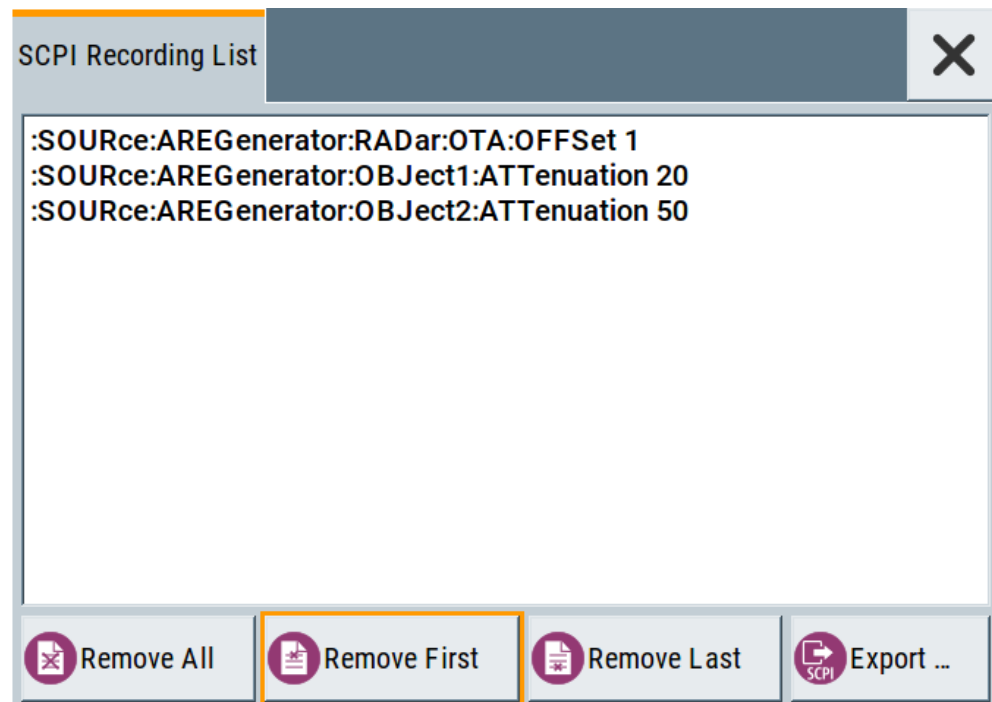 SCPI Recording List
:SOURce:AREGenerator:RADar:OTA:OFFSet 1
:SOURce:AREGenerator:OBJect1:ATTenuation 20
:SOURce:AREGenerator:OBJect2:ATTenuation 50
Remove All
Remove First
Remove Last
SCPI
Export ...